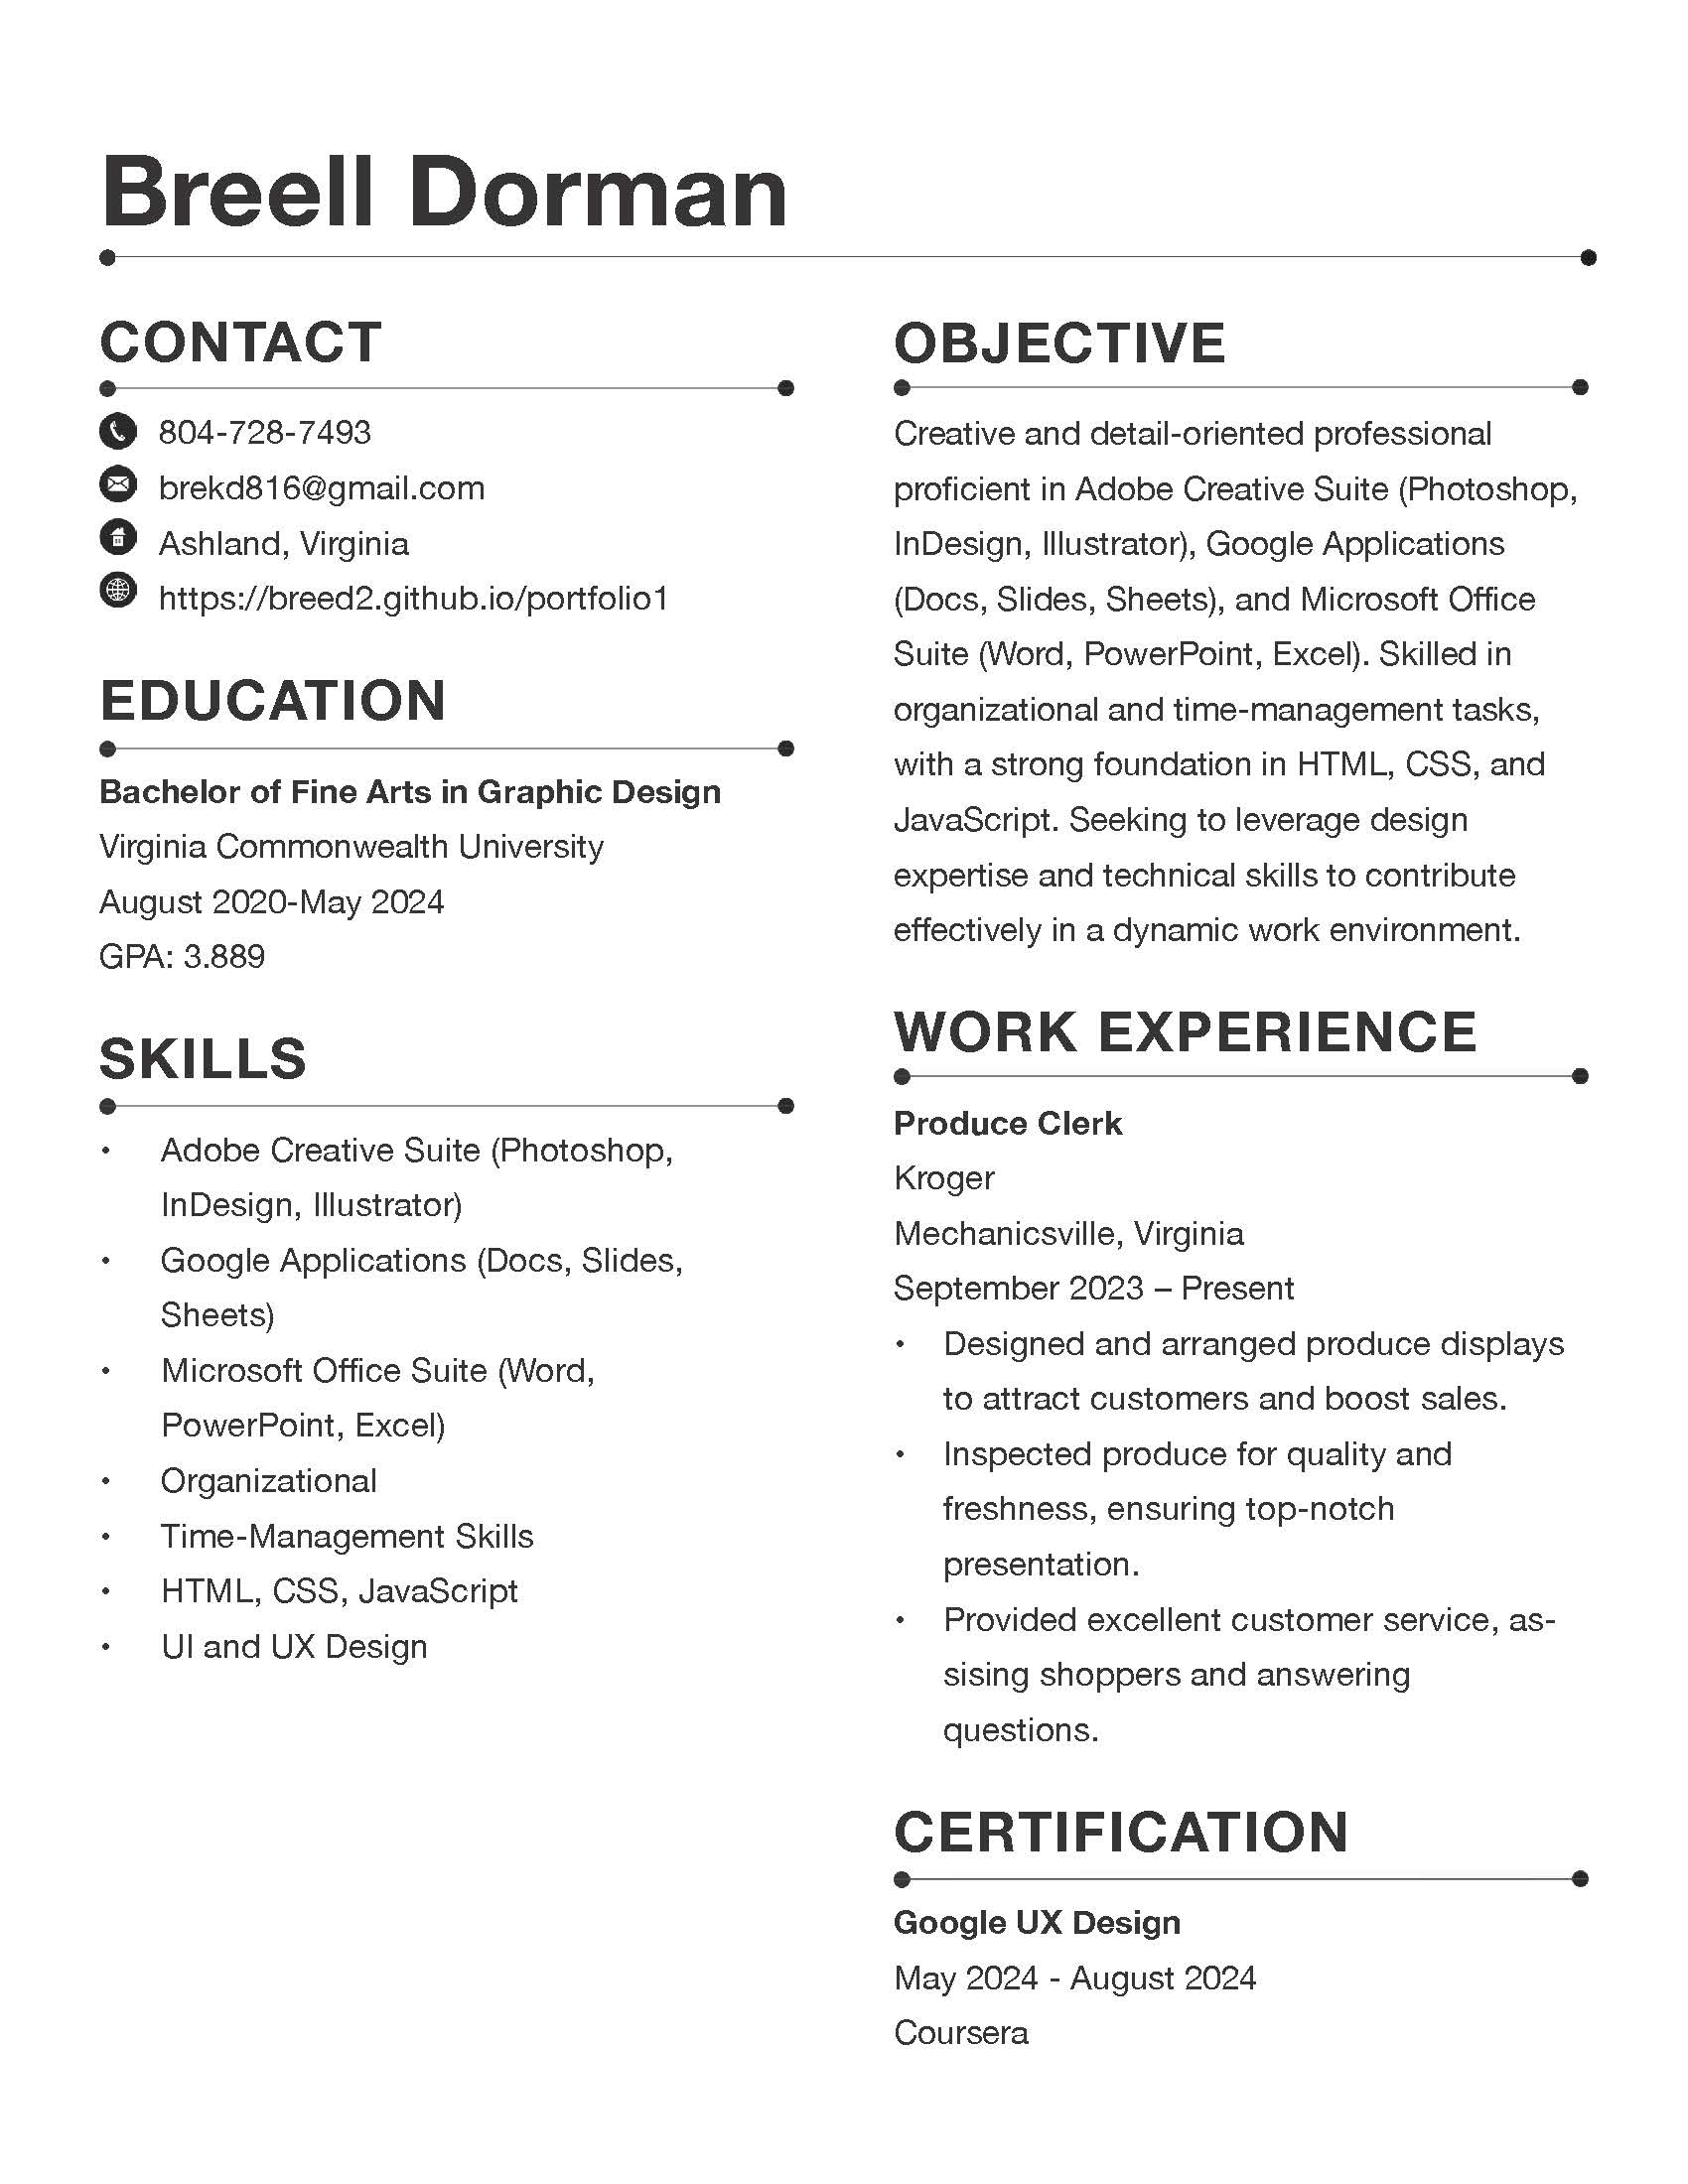 Breell Dorman
CONTACT
804-728-7493
brekd816@gmail.com
Ashland, Virginia
https://breed2.github.io/portfolio1
EDUCATION
Bachelor of Fine Arts in Graphic Design
Virginia Commonwealth University
August 2020-May 2024
GPA: 3.889
SKILLS
• Adobe Creative Suite (Photoshop,
InDesign, Illustrator)
• Google Applications (Docs, Slides,
Sheets)
• Microsoft Office Suite (Word,
PowerPoint, Excel)
• Organizational
• Time-Management Skills
• HTML, CSS, JavaScript
• UI and UX Design
OBJECTIVE
Creative and detail-oriented professional
proficient in Adobe Creative Suite (Photoshop,
InDesign, Illustrator), Google Applications
(Docs, Slides, Sheets), and Microsoft Office
Suite (Word, PowerPoint, Excel). Skilled in
organizational and time-management tasks,
with a strong foundation in HTML, CSS, and
JavaScript. Seeking to leverage design
expertise and technical skills to contribute
effectively in a dynamic work environment.
WORK EXPERIENCE
Produce Clerk
Kroger
Mechanicsville, Virginia
September 2023 – Present
• Designed and arranged produce displays
to attract customers and boost sales.
• Inspected produce for quality and
freshness, ensuring top-notch
presentation.
• Provided excellent customer service, as-
sising shoppers and answering
questions.
CERTIFICATION
Google UX Design
May 2024 - August 2024
Coursera